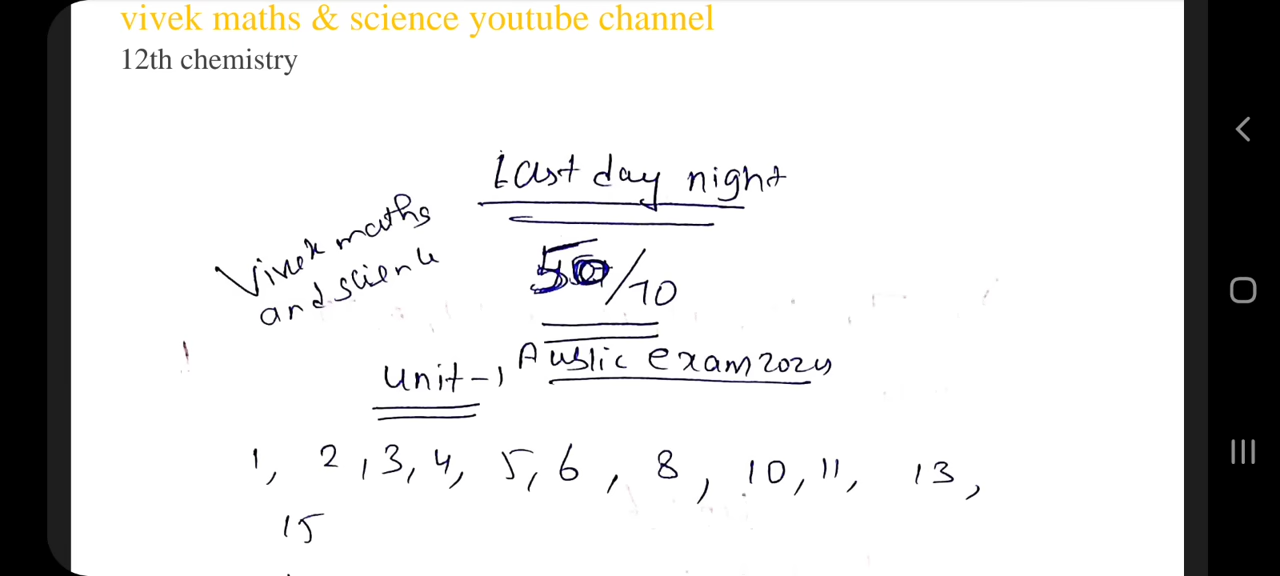 vivek maths & science youtube channel
12th chemistry
Last day night
Vivek maths
and science
50/70
Unit-1, Public exam 2024
1, 2, 3, 4, 5, 6, 8, 10, 11, 13,
15